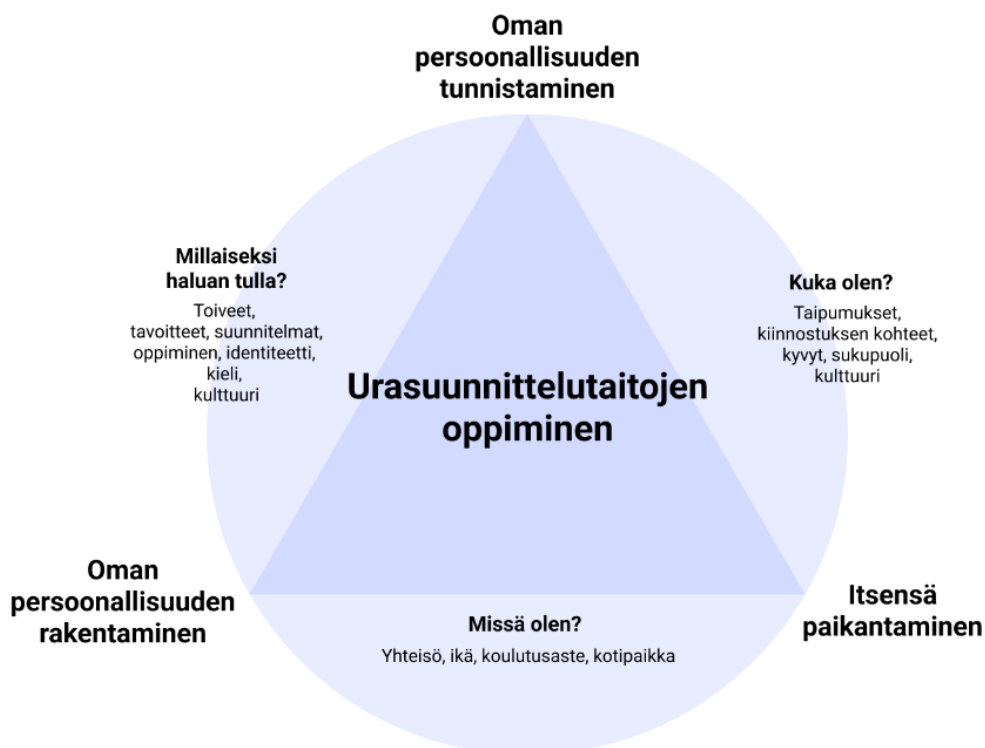 Oman
persoonallisuuden
tunnistaminen
Millaiseksi
haluan tulla?
Toiveet,
tavoitteet, suunnitelmat,
oppiminen, identiteetti,
kieli,
kulttuuri
Kuka olen?
Taipumukset,
kiinnostuksen kohteet,
kyvyt, sukupuoli,
kulttuuri
Urasuunnittelutaitojen
oppiminen
Oman
persoonallisuuden
rakentaminen
Itsensä
paikantaminen
Missä olen?
Yhteisö, ikä, koulutusaste, kotipaikka